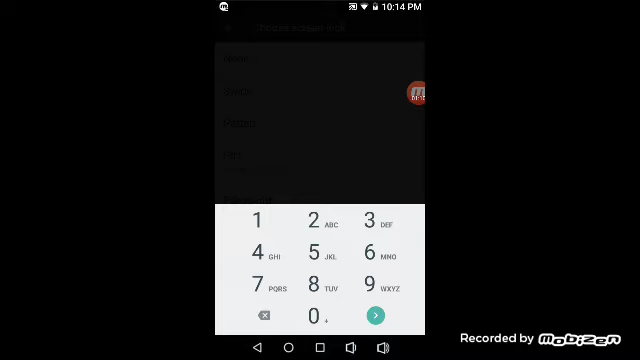 10:14 PM
Choose screen lock
None
Swipe
Pattern
PIN
1
2 ABC
3 DEF
4 GHI
5 JKL
6 MNO
7 PQRS
8 TUV
9 WXYZ
0 +
Recorded by Mobizen